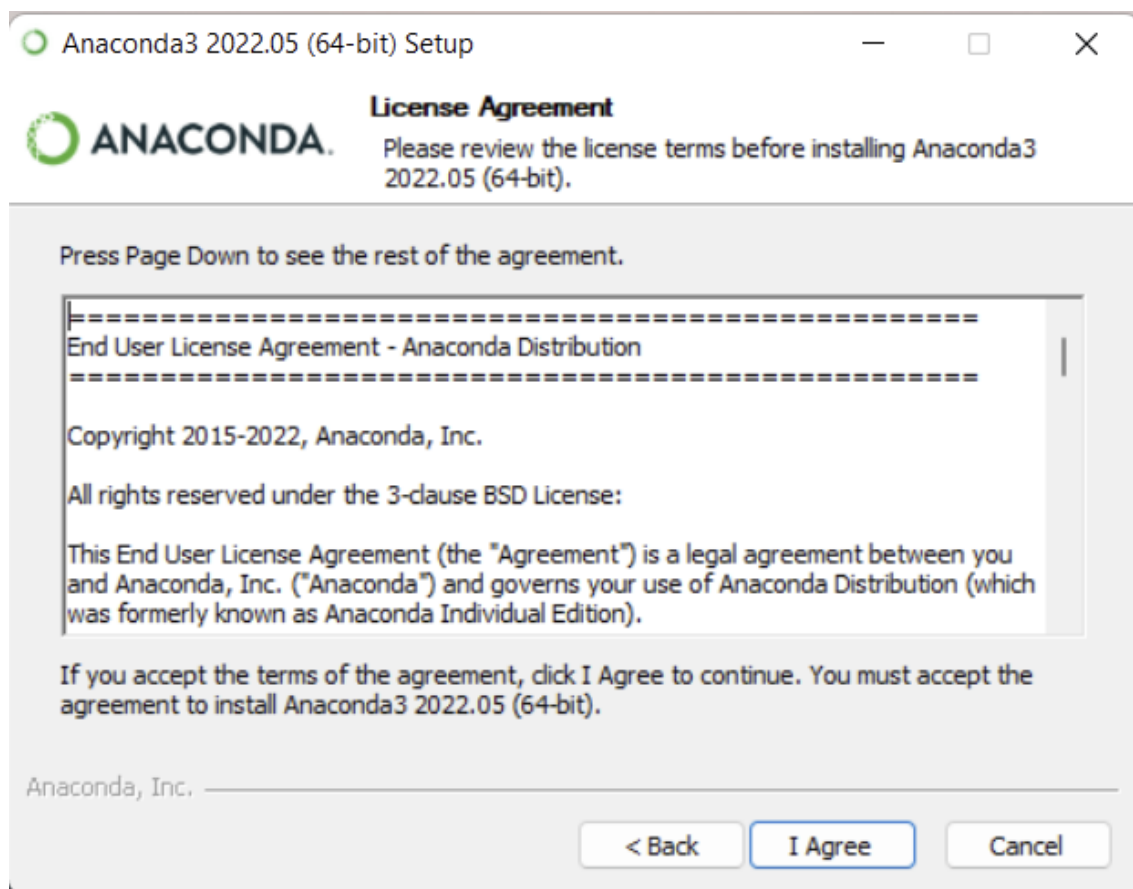 Anaconda3 2022.05 (64-bit) Setup
ANACONDA.
License Agreement
Please review the license terms before installing Anaconda3
2022.05 (64-bit).
Press Page Down to see the rest of the agreement.
==================================================
End User License Agreement - Anaconda Distribution
==================================================
Copyright 2015-2022, Anaconda, Inc.
All rights reserved under the 3-clause BSD License:
This End User License Agreement (the "Agreement") is a legal agreement between you
and Anaconda, Inc. ("Anaconda") and governs your use of Anaconda Distribution (which
was formerly known as Anaconda Individual Edition).
If you accept the terms of the agreement, click I Agree to continue. You must accept the
agreement to install Anaconda3 2022.05 (64-bit).
Anaconda, Inc.
< Back I Agree Cancel